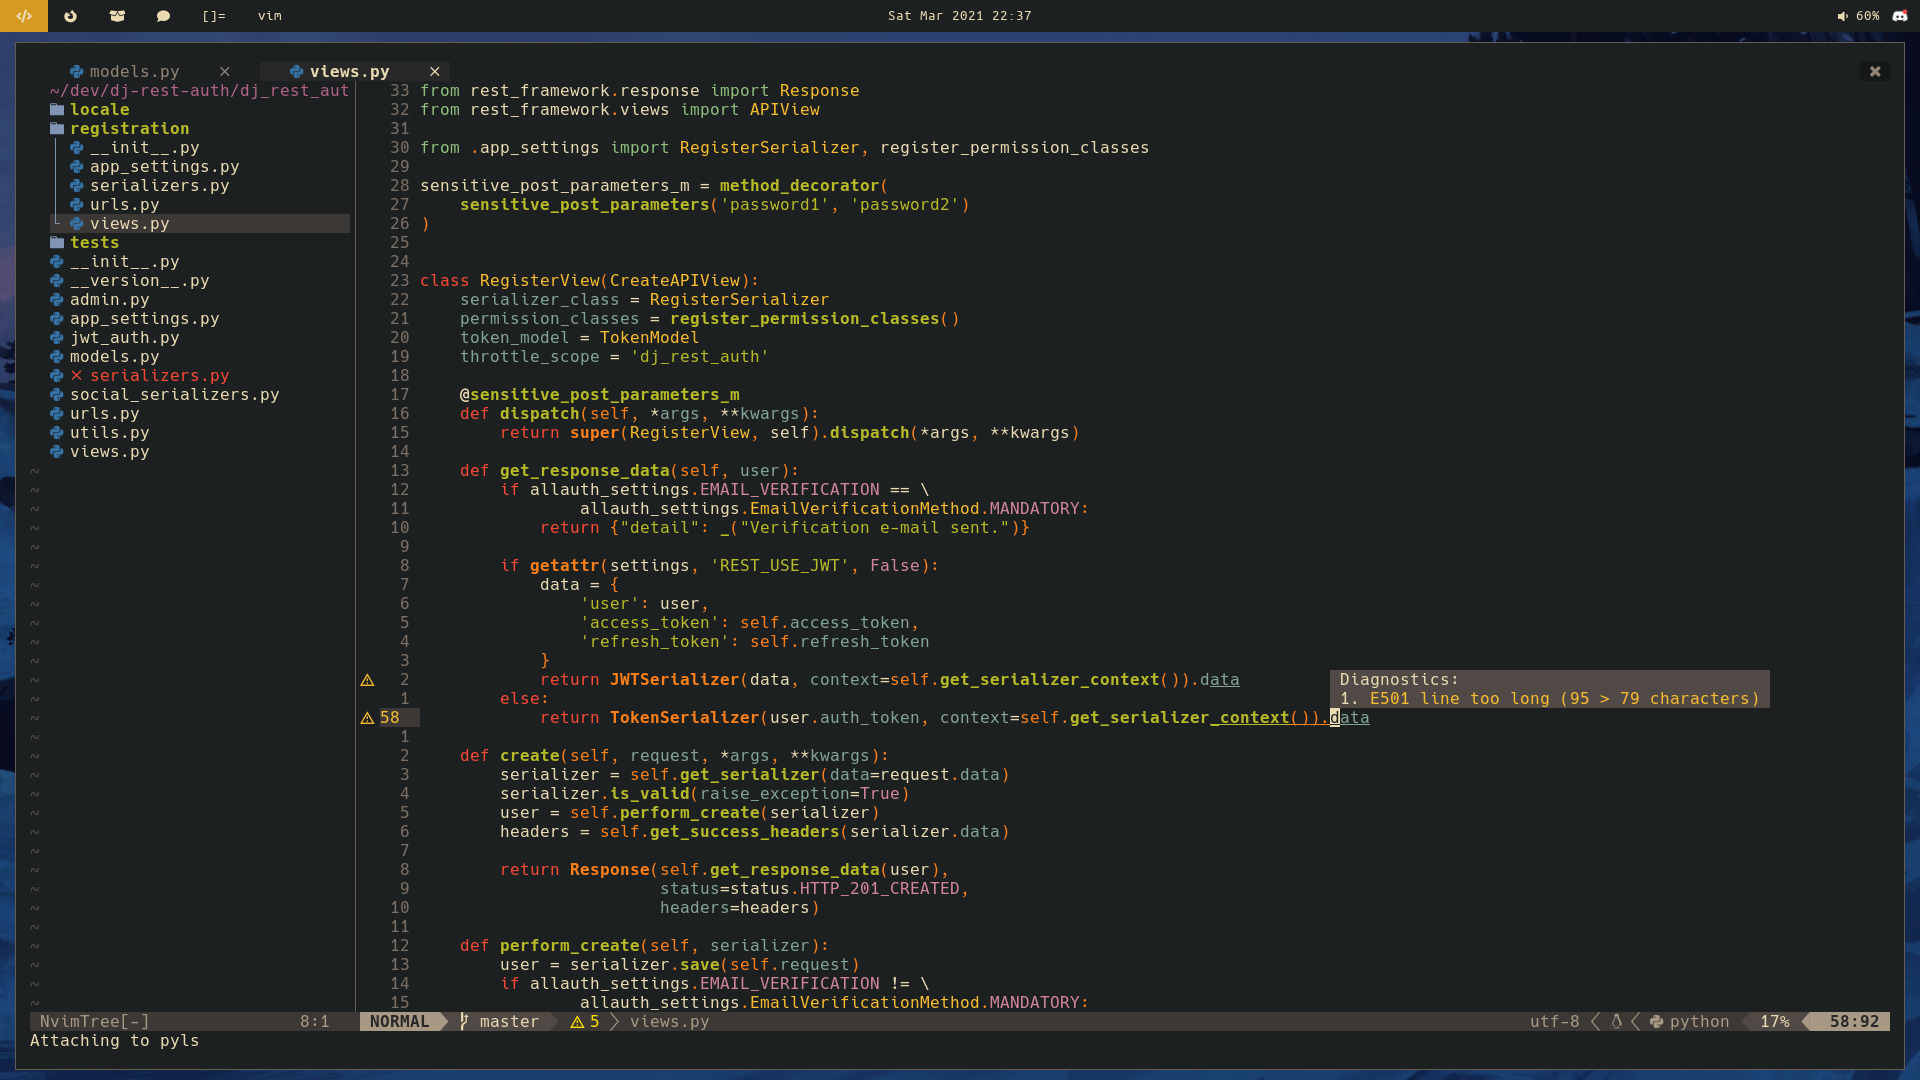 []= vim Sat Mar 2021 22:37 60%
models.py × views.py ×
~/dev/dj-rest-auth/dj_rest_aut
locale
registration
__init__.py
app_settings.py
serializers.py
urls.py
views.py
tests
__init__.py
__version__.py
admin.py
app_settings.py
jwt_auth.py
models.py
× serializers.py
social_serializers.py
urls.py
utils.py
views.py
33 from rest_framework.response import Response
32 from rest_framework.views import APIView
31
30 from .app_settings import RegisterSerializer, register_permission_classes
29
28 sensitive_post_parameters_m = method_decorator(
27     sensitive_post_parameters('password1', 'password2')
26 )
25
24
23 class RegisterView(CreateAPIView):
22     serializer_class = RegisterSerializer
21     permission_classes = register_permission_classes()
20     token_model = TokenModel
19     throttle_scope = 'dj_rest_auth'
18
17     @sensitive_post_parameters_m
16     def dispatch(self, *args, **kwargs):
15         return super(RegisterView, self).dispatch(*args, **kwargs)
14
13     def get_response_data(self, user):
12         if allauth_settings.EMAIL_VERIFICATION == \
11                 allauth_settings.EmailVerificationMethod.MANDATORY:
10             return {"detail": _("Verification e-mail sent.")}
9
8         if getattr(settings, 'REST_USE_JWT', False):
7             data = {
6                 'user': user,
5                 'access_token': self.access_token,
4                 'refresh_token': self.refresh_token
3             }
2             return JWTSerializer(data, context=self.get_serializer_context()).data
1         else:
58             return TokenSerializer(user.auth_token, context=self.get_serializer_context()).data
Diagnostics:
1. E501 line too long (95 > 79 characters)
1
2     def create(self, request, *args, **kwargs):
3         serializer = self.get_serializer(data=request.data)
4         serializer.is_valid(raise_exception=True)
5         user = self.perform_create(serializer)
6         headers = self.get_success_headers(serializer.data)
7
8         return Response(self.get_response_data(user),
9                         status=status.HTTP_201_CREATED,
10                         headers=headers)
11
12     def perform_create(self, serializer):
13         user = serializer.save(self.request)
14         if allauth_settings.EMAIL_VERIFICATION != \
15                 allauth_settings.EmailVerificationMethod.MANDATORY:
NvimTree[-] 8:1 NORMAL master 5 views.py utf-8 python 17% 58:92
Attaching to pyls